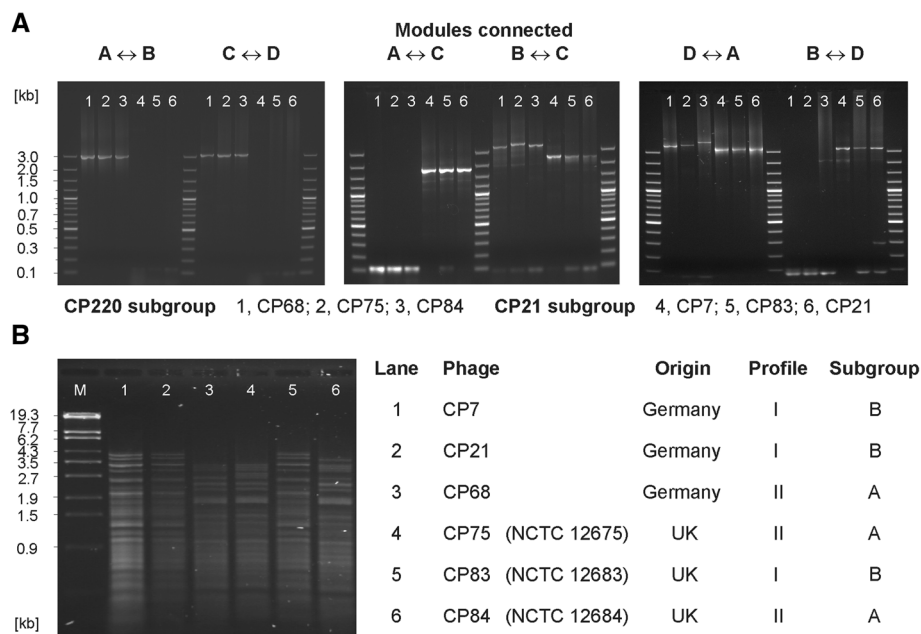 A
Modules connected
A ↔ B C ↔ D A ↔ C B ↔ C D ↔ A B ↔ D
[kb] 1 2 3 4 5 6 1 2 3 4 5 6 1 2 3 4 5 6 1 2 3 4 5 6 1 2 3 4 5 6 1 2 3 4 5 6
3.0
2.0
1.5
1.0
0.7
0.5
0.3
0.1
CP220 subgroup 1, CP68; 2, CP75; 3, CP84 CP21 subgroup 4, CP7; 5, CP83; 6, CP21
B
M 1 2 3 4 5 6
19.3
7.7
6.2
4.3
3.5
2.7
1.9
1.5
0.9
[kb]
Lane Phage Origin Profile Subgroup
1 CP7 Germany I B
2 CP21 Germany I B
3 CP68 Germany II A
4 CP75 (NCTC 12675) UK II A
5 CP83 (NCTC 12683) UK I B
6 CP84 (NCTC 12684) UK II A